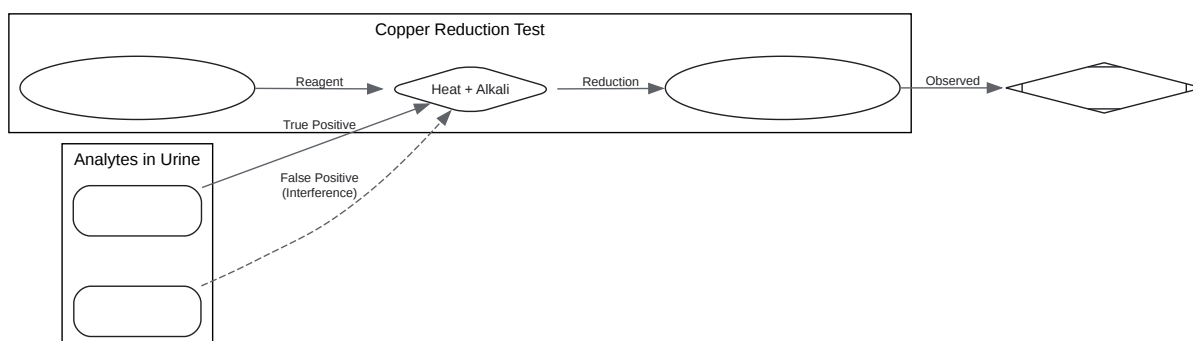 Copper Reduction Test
Reagent
Heat + Alkali
Reduction
Observed
True Positive
Analytes in Urine
False Positive
(Interference)